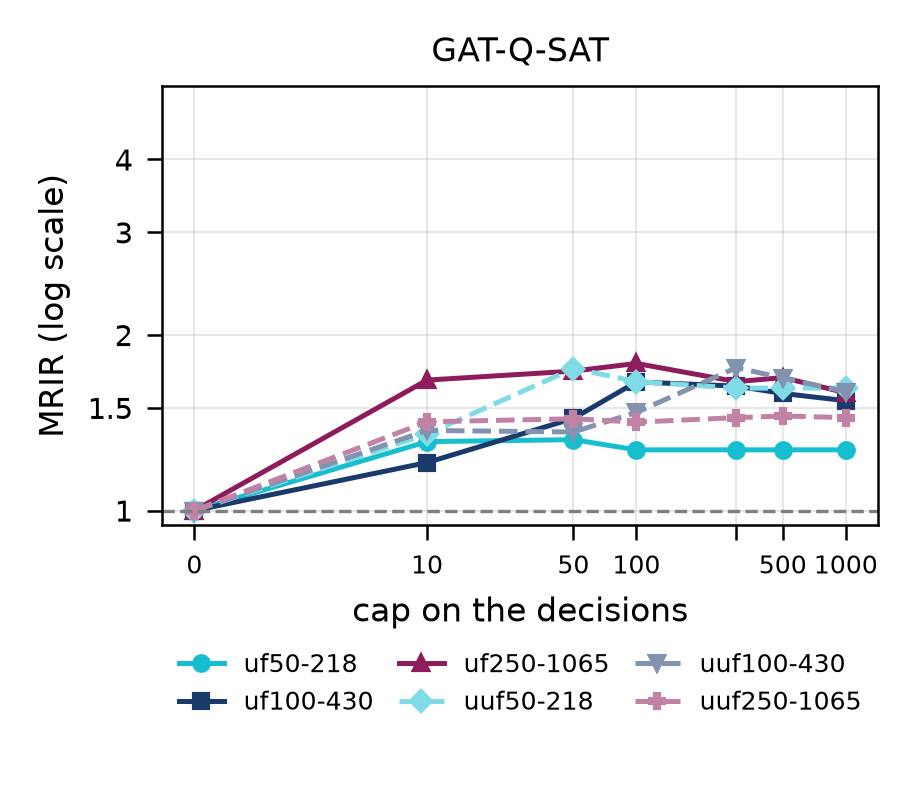 GAT-Q-SAT
MRIR (log scale)
4
3
2
1.5
1
0 10 50 100 500 1000
cap on the decisions
uf50-218 uf250-1065 uuf100-430
uf100-430 uuf50-218 uuf250-1065